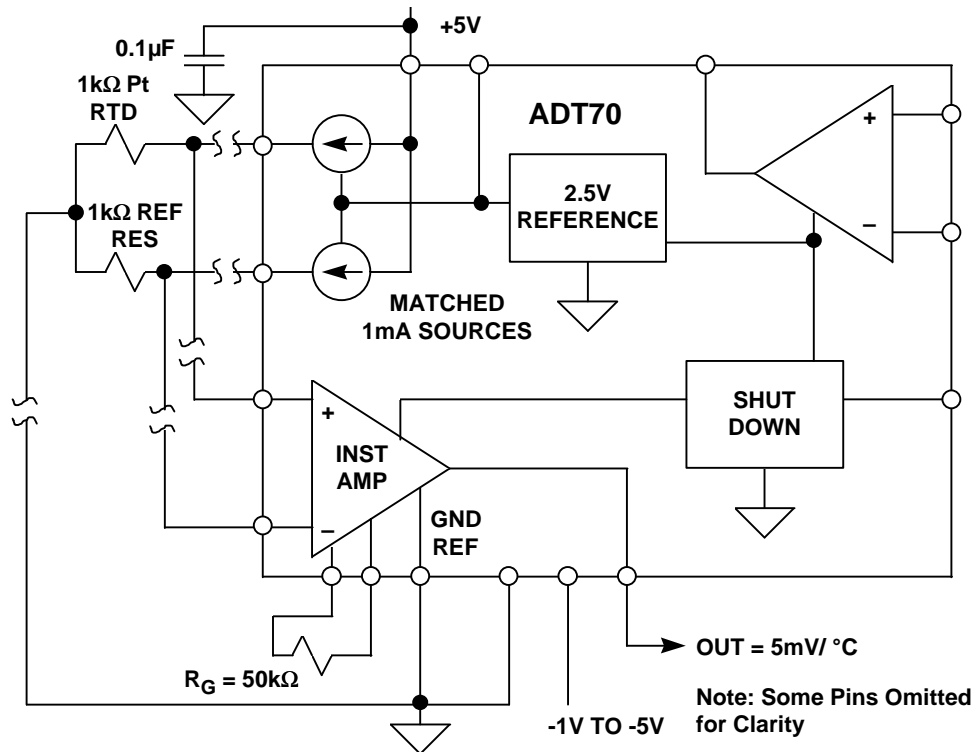 +5V
0.1µF
1kΩ Pt
RTD
ADT70
+
−
2.5V
REFERENCE
1kΩ REF
RES
MATCHED
1mA SOURCES
SHUT
DOWN
+
−
INST
AMP
GND
REF
OUT = 5mV/ °C
RG = 50kΩ
-1V TO -5V
Note: Some Pins Omitted
for Clarity